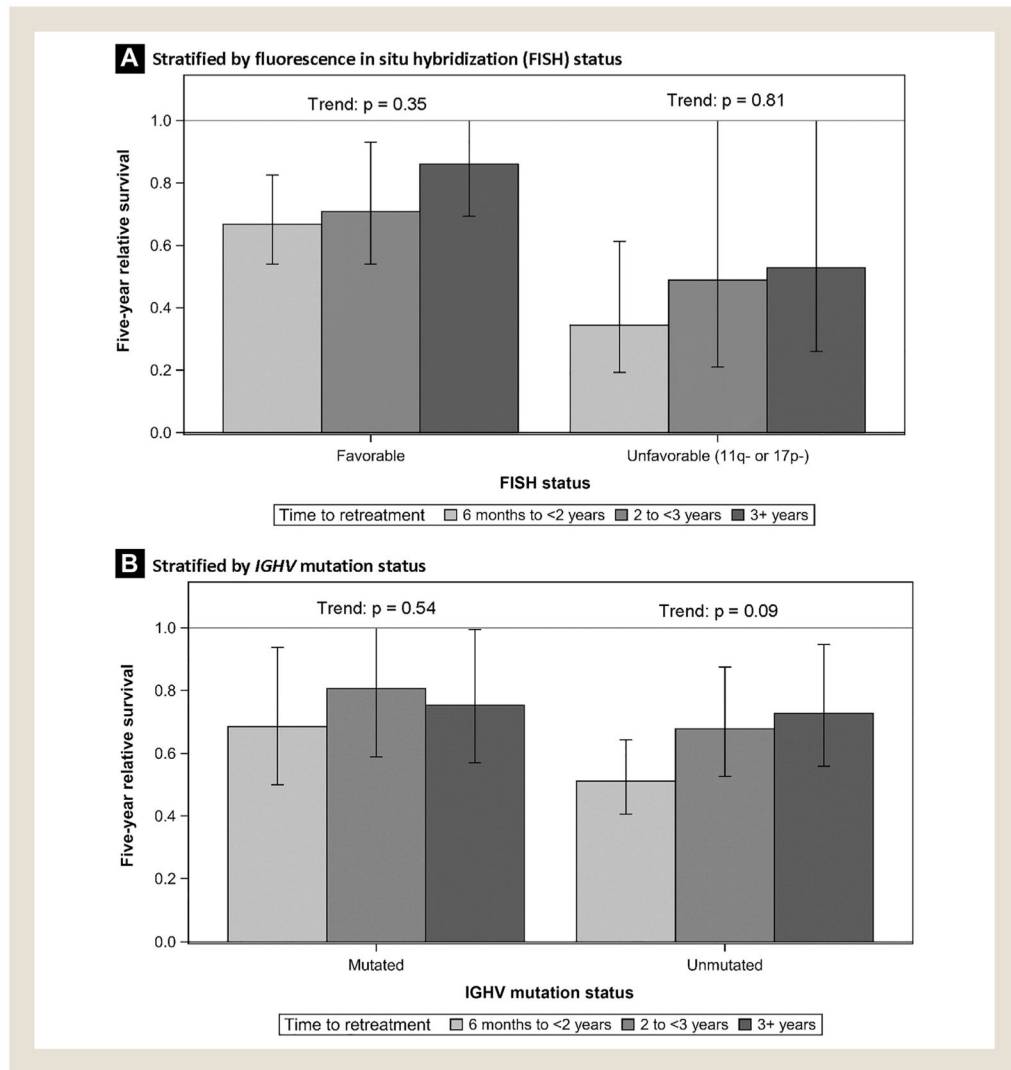 A Stratified by fluorescence in situ hybridization (FISH) status
Trend: p = 0.35
Trend: p = 0.81
Five-year relative survival
1.0
0.8
0.6
0.4
0.2
0.0
Favorable
Unfavorable (11q- or 17p-)
FISH status
Time to retreatment 6 months to <2 years 2 to <3 years 3+ years
B Stratified by IGHV mutation status
Trend: p = 0.54
Trend: p = 0.09
Five-year relative survival
1.0
0.8
0.6
0.4
0.2
0.0
Mutated
Unmutated
IGHV mutation status
Time to retreatment 6 months to <2 years 2 to <3 years 3+ years